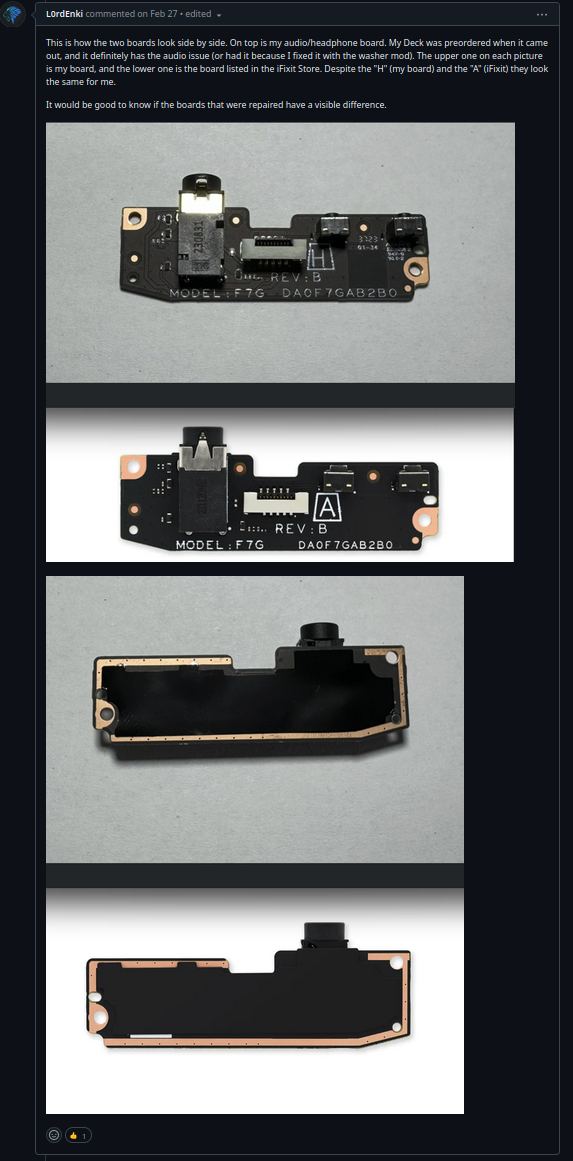 L0rdEnki commented on Feb 27 • edited
This is how the two boards look side by side. On top is my audio/headphone board. My Deck was preordered when it came
out, and it definitely has the audio issue (or had it because I fixed it with the washer mod). The upper one on each picture
is my board, and the lower one is the board listed in the iFixit Store. Despite the "H" (my board) and the "A" (iFixit) they look
the same for me.
It would be good to know if the boards that were repaired have a visible difference.
230831
H
3723
01-36
REV:B
MODEL:F7G DA0F7GAB2B0
A
REV:B
MODEL:F7G DA0F7GAB2B0
👍 1